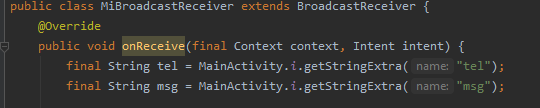 public class MiBroadcastReceiver extends BroadcastReceiver {
@Override
public void onReceive(final Context context, Intent intent) {
final String tel = MainActivity.i.getStringExtra( name: "tel");
final String msg = MainActivity.i.getStringExtra( name: "msg");